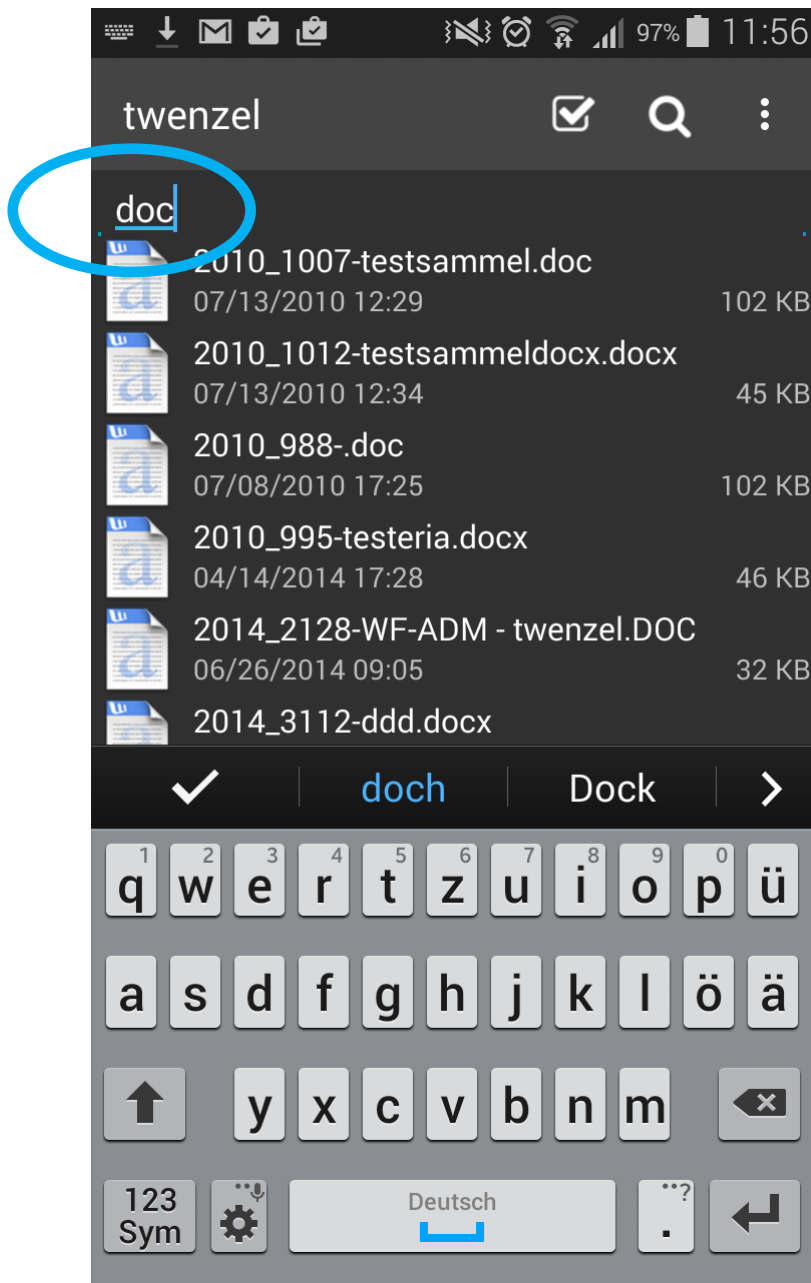 97% 11:56
twenzel
doc
2010_1007-testsammel.doc
07/13/2010 12:29 102 KB
2010_1012-testsammeldocx.docx
07/13/2010 12:34 45 KB
2010_988-.doc
07/08/2010 17:25 102 KB
2010_995-testeria.docx
04/14/2014 17:28 46 KB
2014_2128-WF-ADM - twenzel.DOC
06/26/2014 09:05 32 KB
2014_3112-ddd.docx
doch Dock
1 2 3 4 5 6 7 8 9 0
q w e r t z u i o p ü
a s d f g h j k l ö ä
y x c v b n m
123 Deutsch ?
Sym .